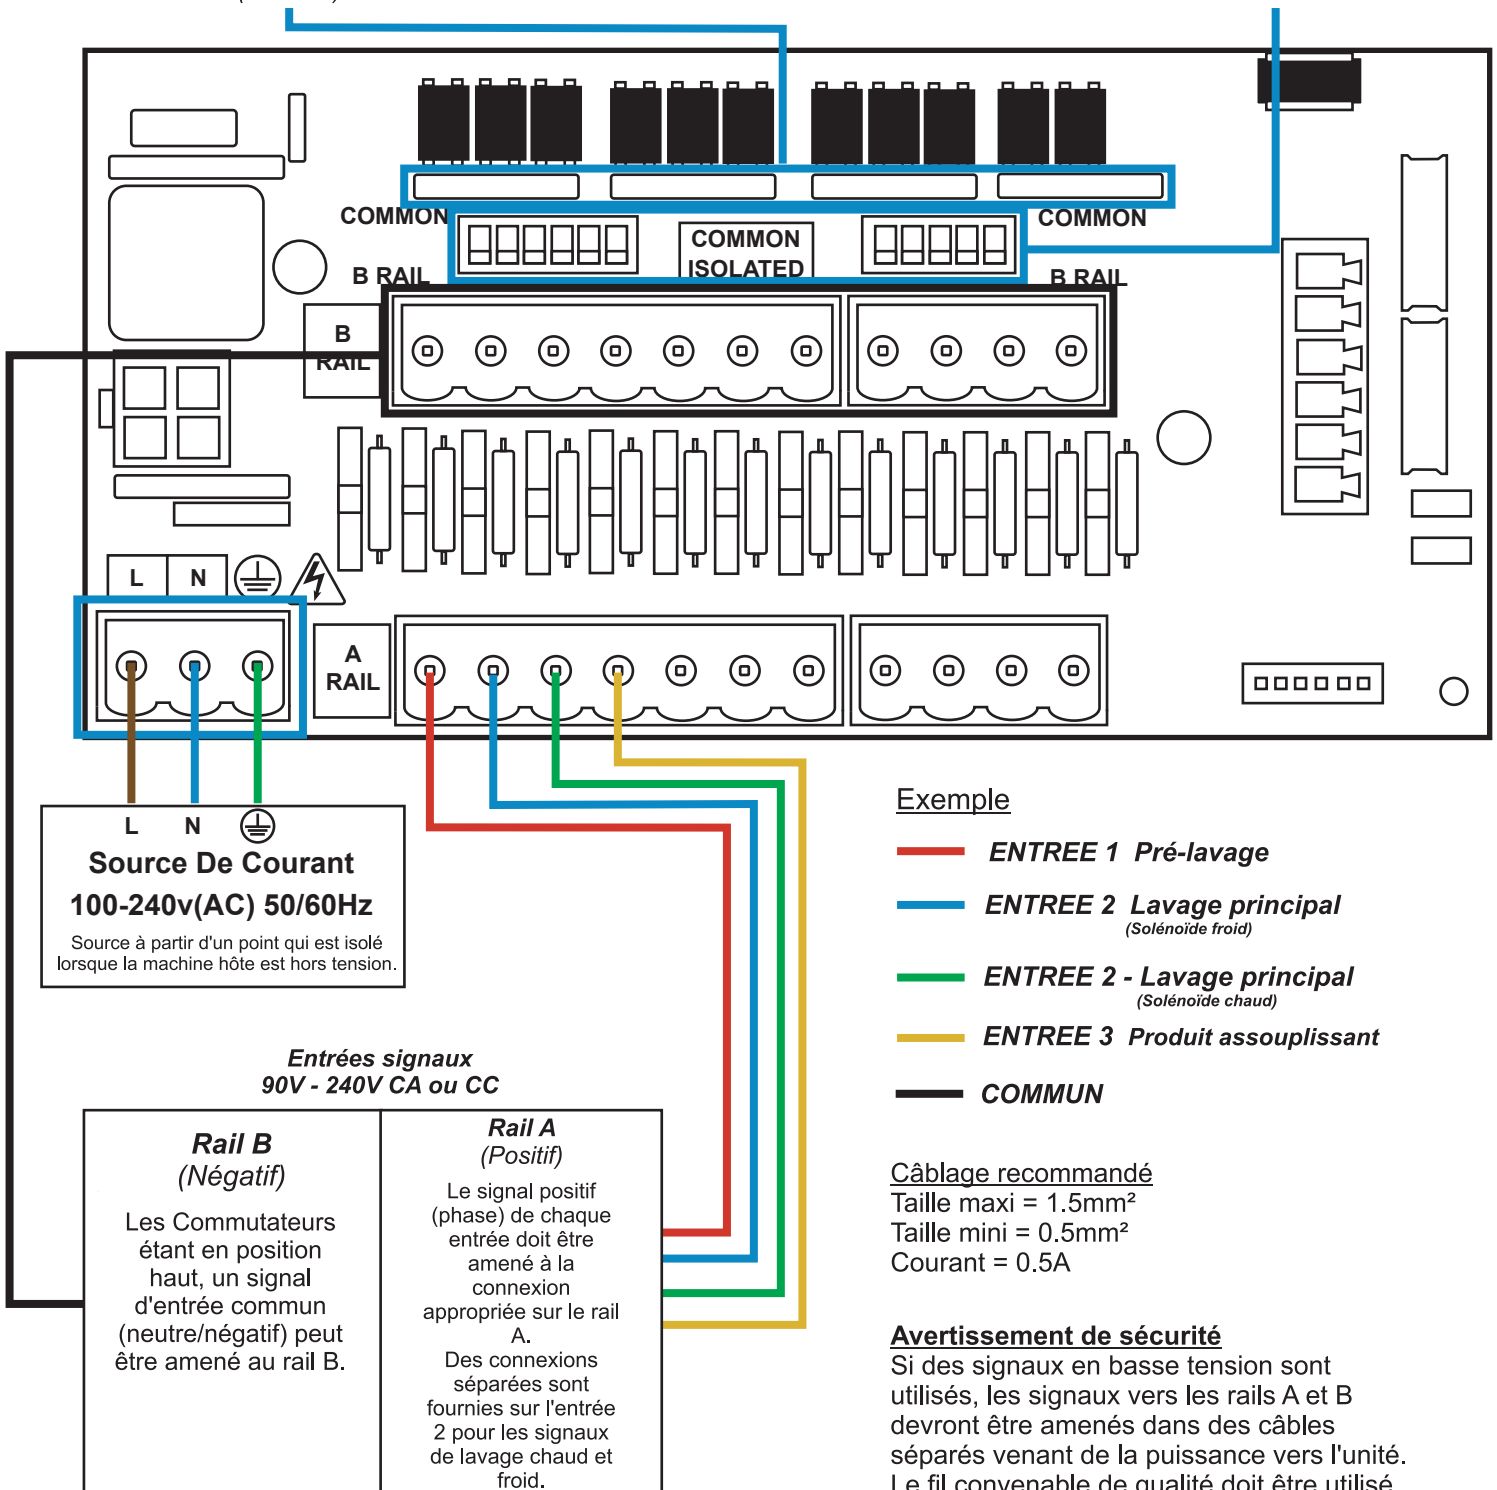 COMMON
COMMON
COMMON
ISOLATED
B RAIL
B RAIL
B
RAIL
L N
A
RAIL
L N
Source De Courant
100-240v(AC) 50/60Hz
Source à partir d'un point qui est isolé
lorsque la machine hôte est hors tension.
Exemple
ENTREE 1 Pré-lavage
ENTREE 2 Lavage principal
(Solénoïde froid)
ENTREE 2 - Lavage principal
(Solénoïde chaud)
ENTREE 3 Produit assouplissant
COMMUN
Entrées signaux
90V - 240V CA ou CC
Rail B
(Négatif)
Les Commutateurs
étant en position
haut, un signal
d'entrée commun
(neutre/négatif) peut
être amené au rail B.
Rail A
(Positif)
Le signal positif
(phase) de chaque
entrée doit être
amené à la
connexion
appropriée sur le rail
A.
Des connexions
séparées sont
fournies sur l'entrée
2 pour les signaux
de lavage chaud et
froid.
Câblage recommandé
Taille maxi = 1.5mm²
Taille mini = 0.5mm²
Courant = 0.5A
Avertissement de sécurité
Si des signaux en basse tension sont
utilisés, les signaux vers les rails A et B
devront être amenés dans des câbles
séparés venant de la puissance vers l'unité.
Le fil convenable de qualité doit être utilisé